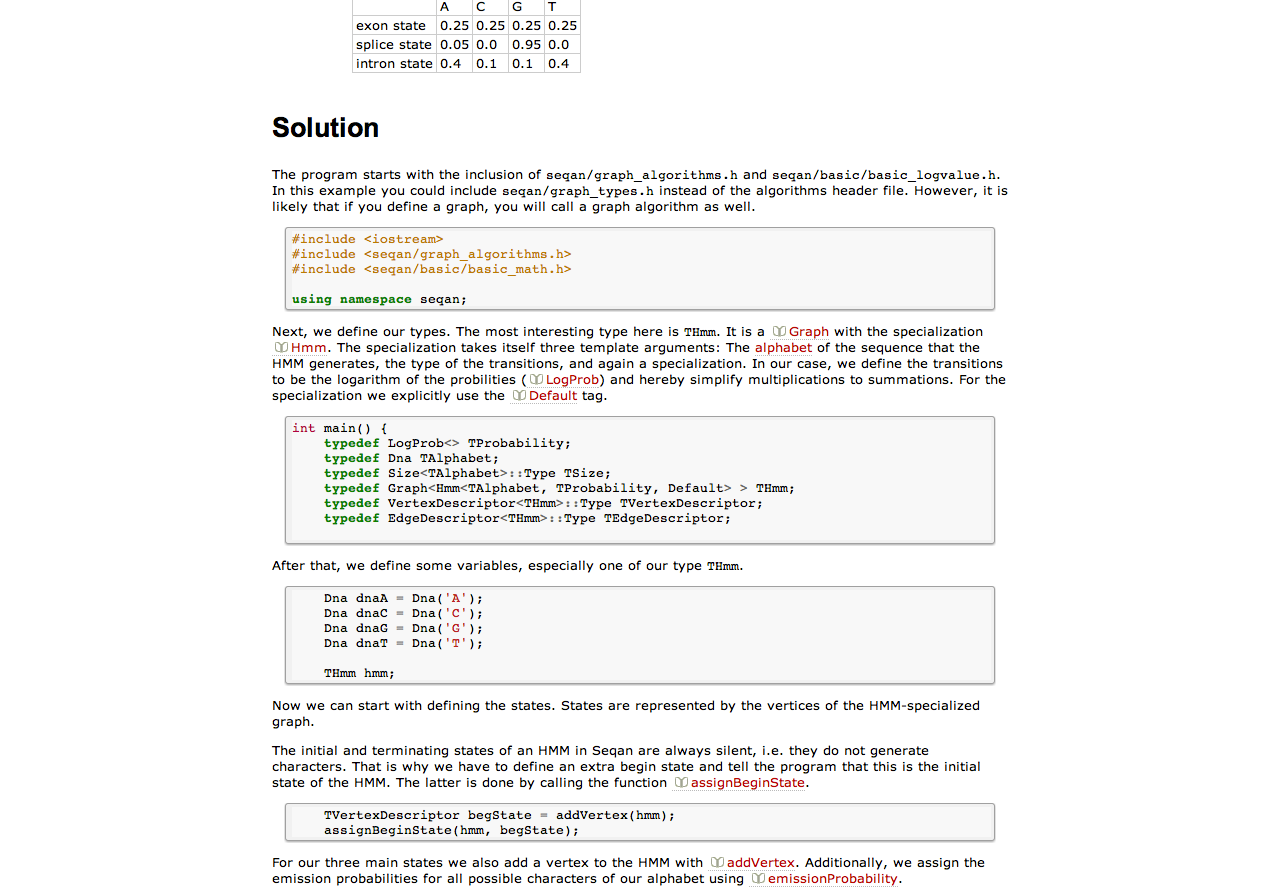 A C G T
exon state 0.25 0.25 0.25 0.25
splice state 0.05 0.0 0.95 0.0
intron state 0.4 0.1 0.1 0.4
Solution
The program starts with the inclusion of seqan/graph_algorithms.h and seqan/basic/basic_logvalue.h.
In this example you could include seqan/graph_types.h instead of the algorithms header file. However, it is
likely that if you define a graph, you will call a graph algorithm as well.
#include <iostream>
#include <seqan/graph_algorithms.h>
#include <seqan/basic/basic_math.h>
using namespace seqan;
Next, we define our types. The most interesting type here is THmm. It is a Graph with the specialization
Hmm. The specialization takes itself three template arguments: The alphabet of the sequence that the
HMM generates, the type of the transitions, and again a specialization. In our case, we define the transitions
to be the logarithm of the probilities (LogProb) and hereby simplify multiplications to summations. For the
specialization we explicitly use the Default tag.
int main() {
    typedef LogProb<> TProbability;
    typedef Dna TAlphabet;
    typedef Size<TAlphabet>::Type TSize;
    typedef Graph<Hmm<TAlphabet, TProbability, Default> > THmm;
    typedef VertexDescriptor<THmm>::Type TVertexDescriptor;
    typedef EdgeDescriptor<THmm>::Type TEdgeDescriptor;
After that, we define some variables, especially one of our type THmm.
    Dna dnaA = Dna('A');
    Dna dnaC = Dna('C');
    Dna dnaG = Dna('G');
    Dna dnaT = Dna('T');
    THmm hmm;
Now we can start with defining the states. States are represented by the vertices of the HMM-specialized
graph.
The initial and terminating states of an HMM in Seqan are always silent, i.e. they do not generate
characters. That is why we have to define an extra begin state and tell the program that this is the initial
state of the HMM. The latter is done by calling the function assignBeginState.
    TVertexDescriptor begState = addVertex(hmm);
    assignBeginState(hmm, begState);
For our three main states we also add a vertex to the HMM with addVertex. Additionally, we assign the
emission probabilities for all possible characters of our alphabet using emissionProbability.